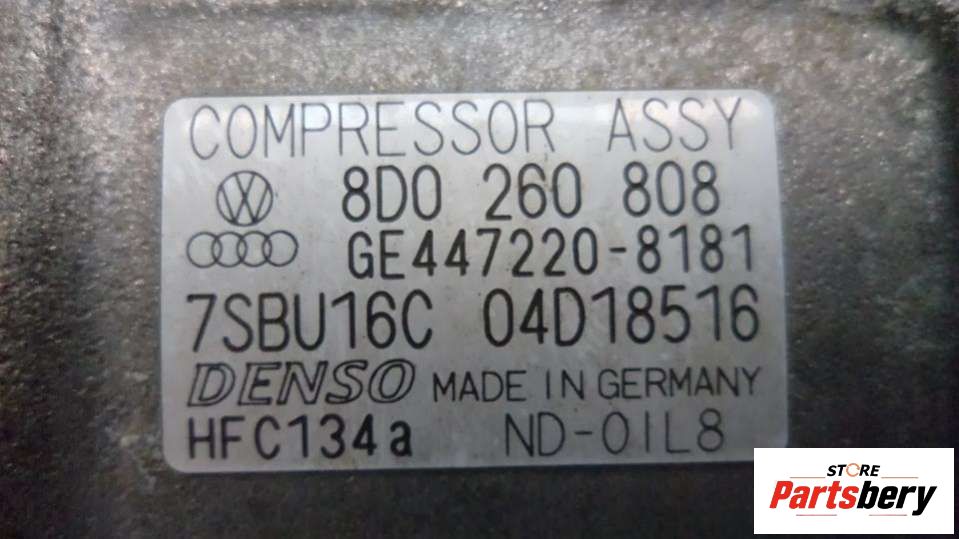 COMPRESSOR ASSY
8D0 260 808
GE447220-8181
7SBU16C 04D18516
DENSO MADE IN GERMANY
HFC134a ND-OIL8
STORE
Partsbery